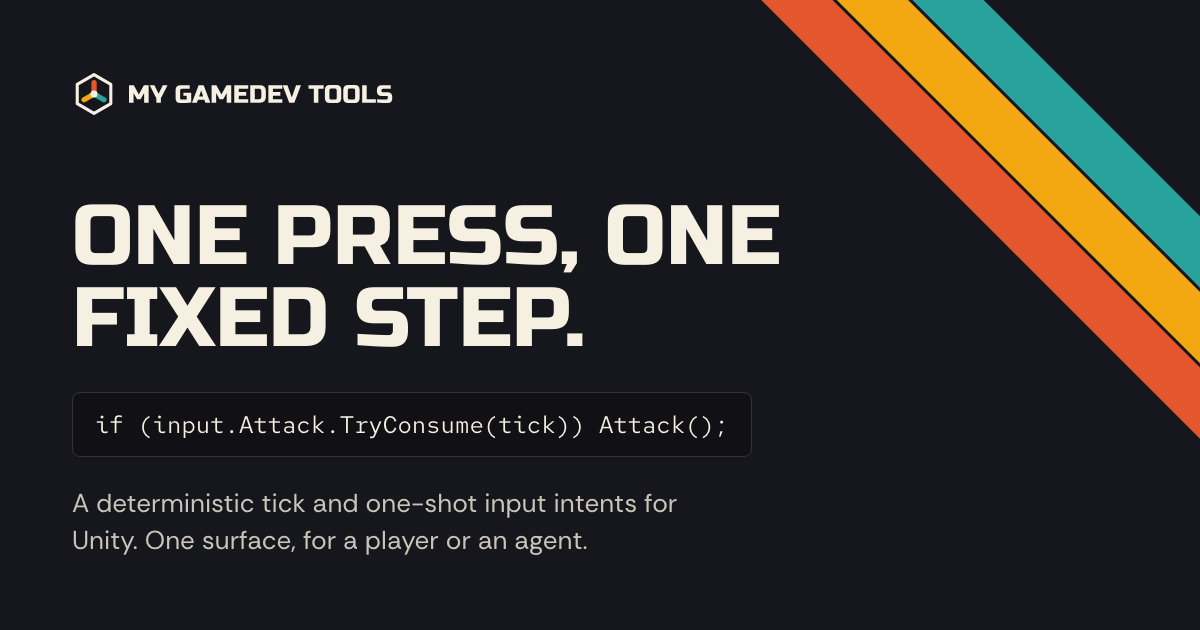 MY GAMEDEV TOOLS
ONE PRESS, ONE
FIXED STEP.
if (input.Attack.TryConsume(tick)) Attack();
A deterministic tick and one-shot input intents for
Unity. One surface, for a player or an agent.